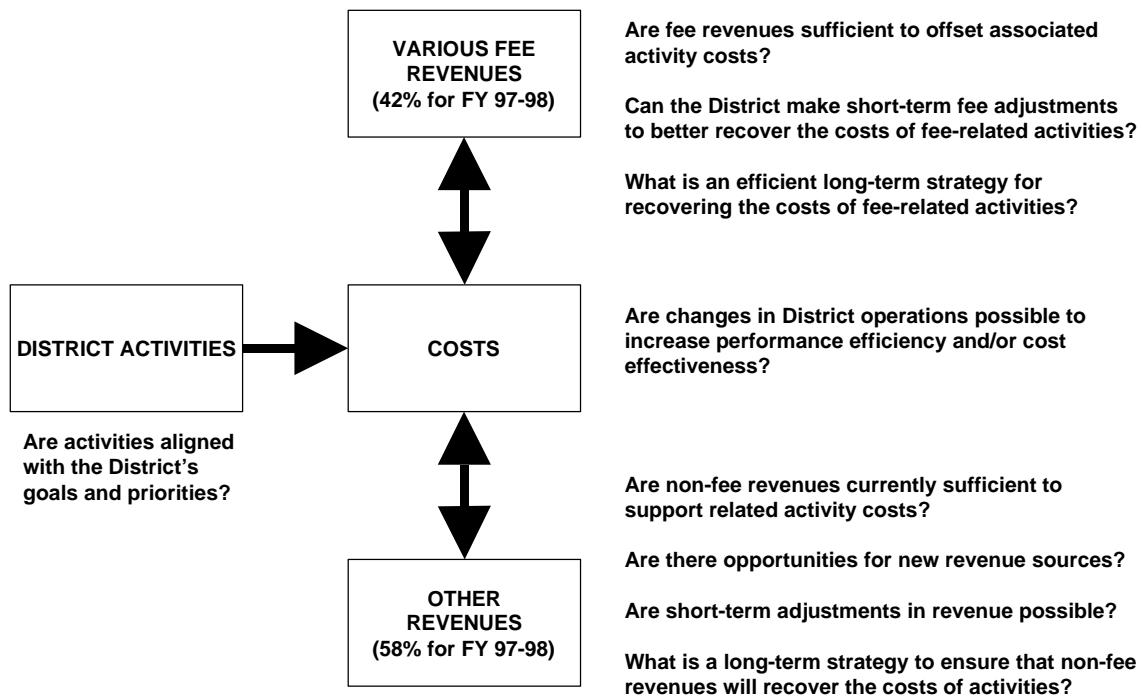 VARIOUS FEE
REVENUES
(42% for FY 97-98)
Are fee revenues sufficient to offset associated
activity costs?
Can the District make short-term fee adjustments
to better recover the costs of fee-related activities?
What is an efficient long-term strategy for
recovering the costs of fee-related activities?
DISTRICT ACTIVITIES
Are activities aligned
with the District's
goals and priorities?
COSTS
Are changes in District operations possible to
increase performance efficiency and/or cost
effectiveness?
OTHER
REVENUES
(58% for FY 97-98)
Are non-fee revenues currently sufficient to
support related activity costs?
Are there opportunities for new revenue sources?
Are short-term adjustments in revenue possible?
What is a long-term strategy to ensure that non-fee
revenues will recover the costs of activities?